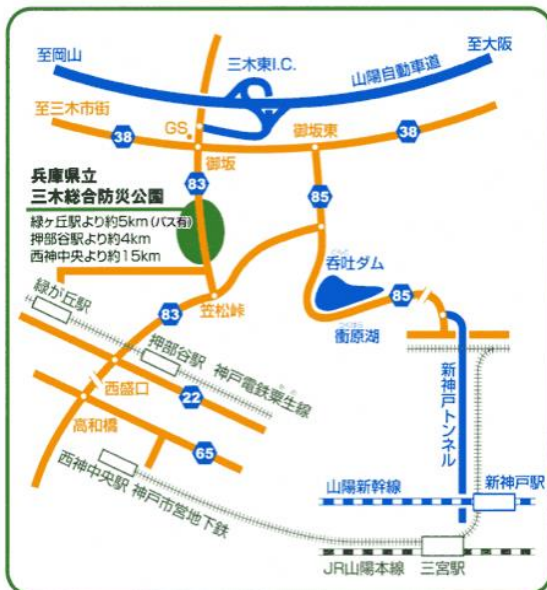 至岡山
三木東I.C.
山陽自動車道
至大阪
至三木市街
GS
38
御坂
御坂東
38
兵庫県立
三木総合防災公園
83
85
緑ヶ丘駅より約5km(バス有)
押部谷駅より約4km
西神中央より約15km
呑吐ダム
85
緑が丘駅
83
笠松峠
衝原湖
押部谷駅
神戸電鉄粟生線
西盛口
22
新神戸トンネル
高和橋
65
西神中央駅
神戸市営地下鉄
山陽新幹線
新神戸駅
JR山陽本線
三宮駅